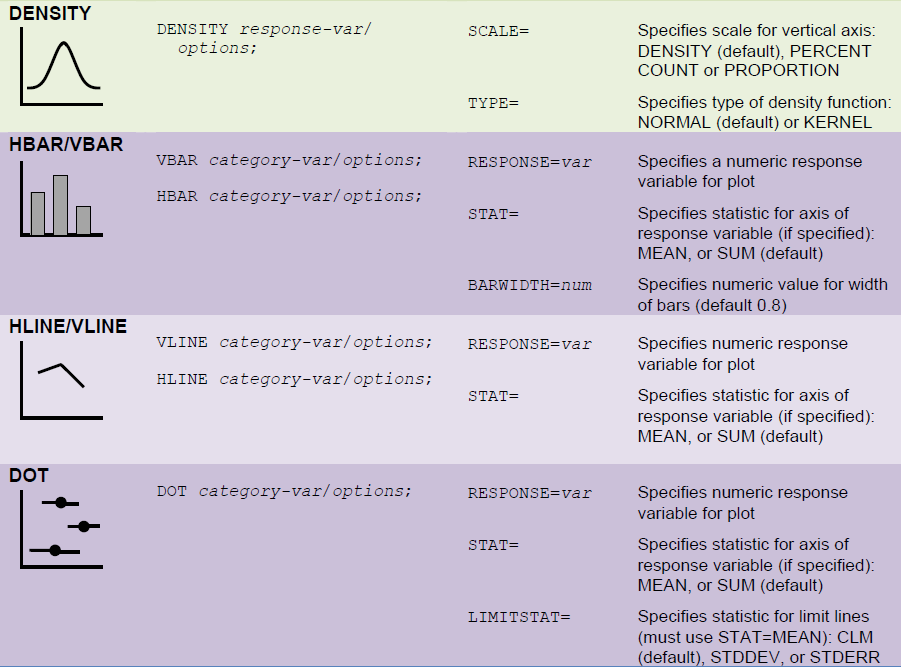 DENSITY
DENSITY response-var/
options;
SCALE=
Specifies scale for vertical axis:
DENSITY (default), PERCENT
COUNT or PROPORTION
TYPE=
Specifies type of density function:
NORMAL (default) or KERNEL
HBAR/VBAR
VBAR category-var/options;
HBAR category-var/options;
RESPONSE=var
Specifies a numeric response
variable for plot
STAT=
Specifies statistic for axis of
response variable (if specified):
MEAN, or SUM (default)
BARWIDTH=num
Specifies numeric value for width
of bars (default 0.8)
HLINE/VLINE
VLINE category-var/options;
HLINE category-var/options;
RESPONSE=var
Specifies numeric response
variable for plot
STAT=
Specifies statistic for axis of
response variable (if specified):
MEAN, or SUM (default)
DOT
DOT category-var/options;
RESPONSE=var
Specifies numeric response
variable for plot
STAT=
Specifies statistic for axis of
response variable (if specified):
MEAN, or SUM (default)
LIMITSTAT=
Specifies statistic for limit lines
(must use STAT=MEAN): CLM
(default), STDDEV, or STDERR